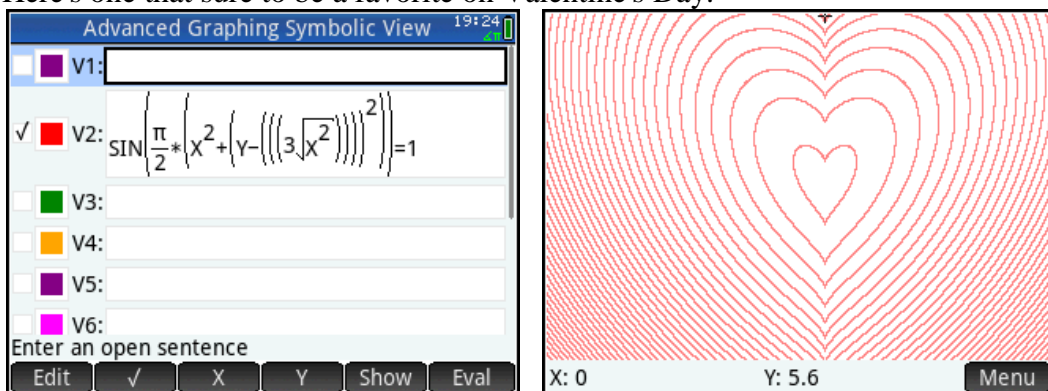 Here's one that sure to be a favorite on Valentine's Day:
Advanced Graphing Symbolic View 19:24
∠π
V1:
√ V2: SIN(π/2*(X²+(Y-(((3√X²))))²))=1
V3:
V4:
V5:
V6:
Enter an open sentence
Edit √ X Y Show Eval
X: 0 Y: 5.6 Menu